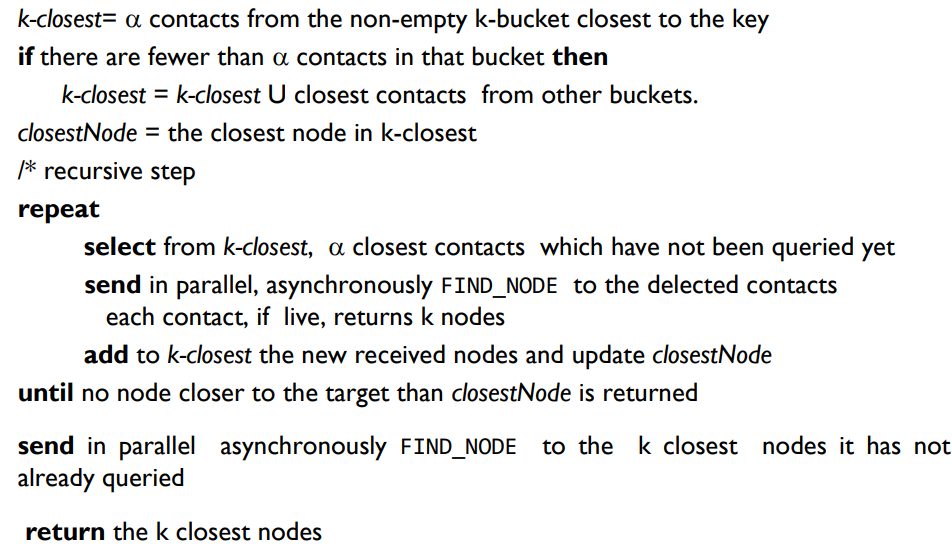 k-closest= α contacts from the non-empty k-bucket closest to the key
if there are fewer than α contacts in that bucket then
k-closest = k-closest U closest contacts from other buckets.
closestNode = the closest node in k-closest
/* recursive step
repeat
select from k-closest, α closest contacts which have not been queried yet
send in parallel, asynchronously FIND_NODE to the delected contacts
each contact, if live, returns k nodes
add to k-closest the new received nodes and update closestNode
until no node closer to the target than closestNode is returned
send in parallel asynchronously FIND_NODE to the k closest nodes it has not
already queried
return the k closest nodes